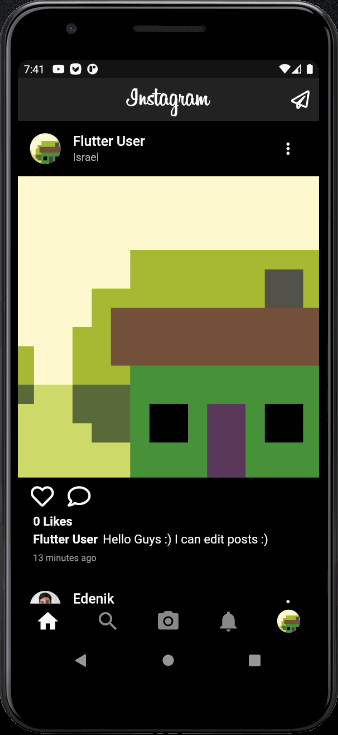 7:41
Instagram
Flutter User
Israel
0 Likes
Flutter User Hello Guys :) I can edit posts :)
13 minutes ago
Edenik